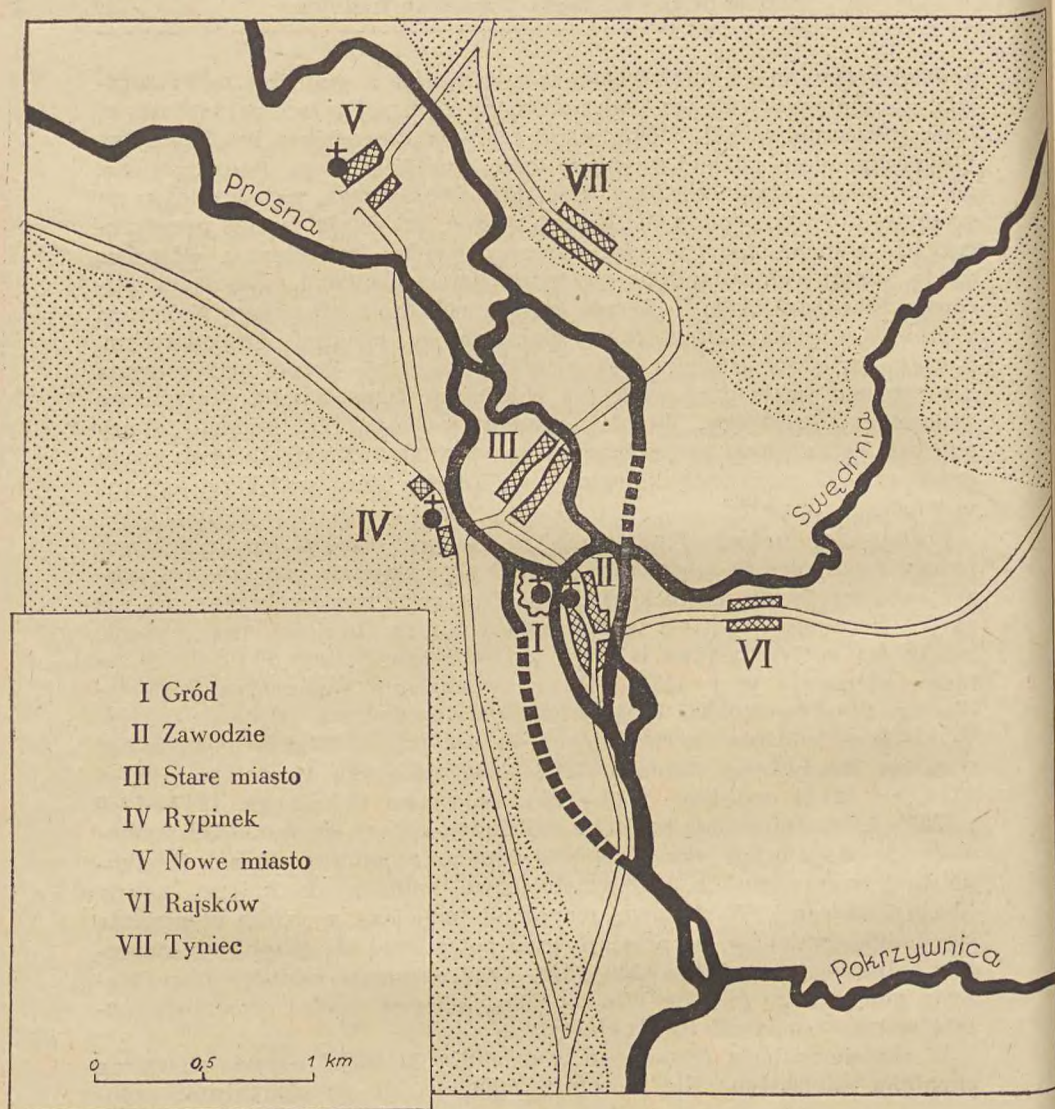 V
VII
Prosna
III
Swędrnia
IV
II
I
VI
I Gród
II Zawodzie
III Stare miasto
IV Rypinek
V Nowe miasto
VI Rajsków
VII Tyniec
Pokrzywnica
0 0,5 1 km